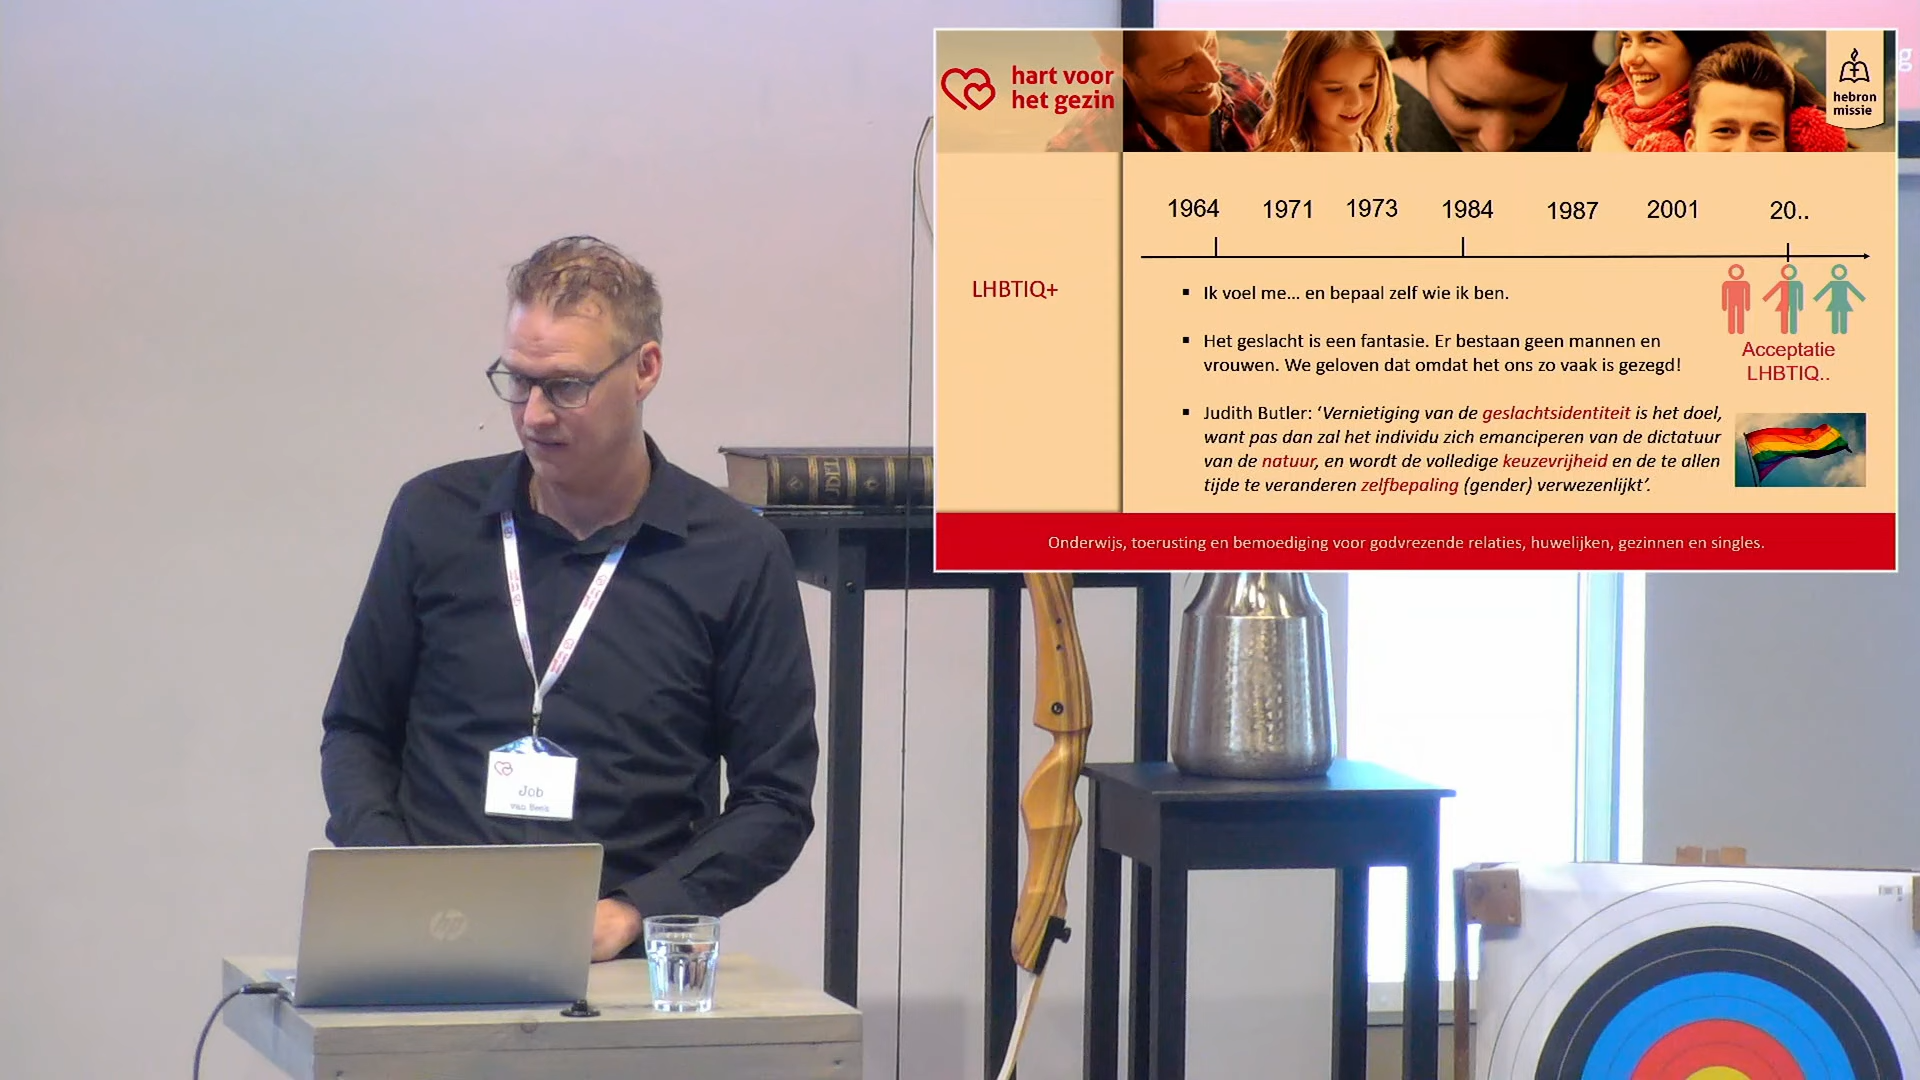 hart voor
het gezin
hebron
missie
1964 1971 1973 1984 1987 2001 20..
LHBTIQ+
▪ Ik voel me… en bepaal zelf wie ik ben.
▪ Het geslacht is een fantasie. Er bestaan geen mannen en
vrouwen. We geloven dat omdat het ons zo vaak is gezegd!
▪ Judith Butler: ‘Vernietiging van de geslachtsidentiteit is het doel,
want pas dan zal het individu zich emanciperen van de dictatuur
van de natuur, en wordt de volledige keuzevrijheid en de te allen
tijde te veranderen zelfbepaling (gender) verwezenlijkt’.
Acceptatie
LHBTIQ..
Onderwijs, toerusting en bemoediging voor godvrezende relaties, huwelijken, gezinnen en singles.
g
Job
van
hp